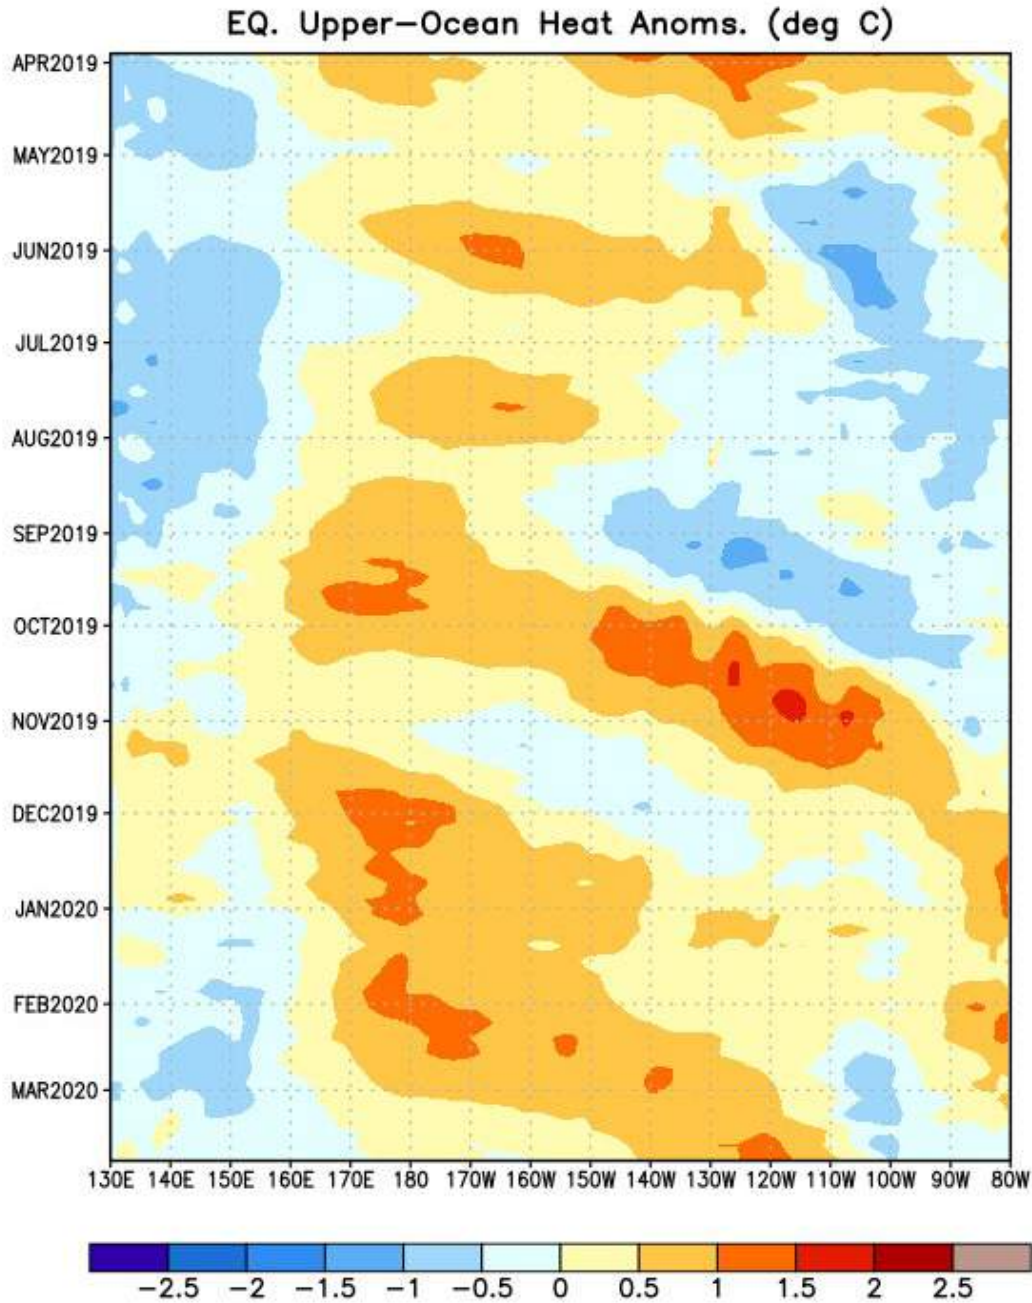 EQ. Upper-Ocean Heat Anoms. (deg C)
APR2019
MAY2019
JUN2019
JUL2019
AUG2019
SEP2019
OCT2019
NOV2019
DEC2019
JAN2020
FEB2020
MAR2020
130E 140E 150E 160E 170E 180 170W 160W 150W 140W 130W 120W 110W 100W 90W 80W
-2.5 -2 -1.5 -1 -0.5 0 0.5 1 1.5 2 2.5